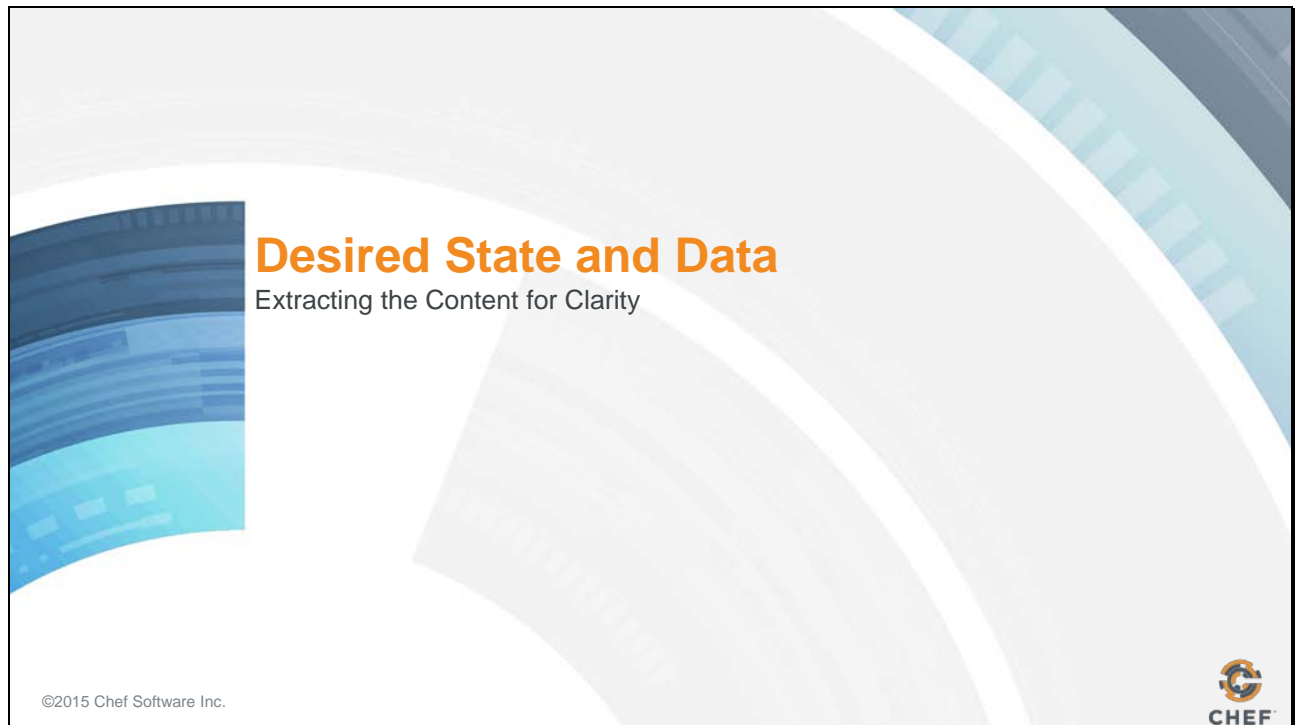 Desired State and Data
Extracting the Content for Clarity
©2015 Chef Software Inc.
CHEF